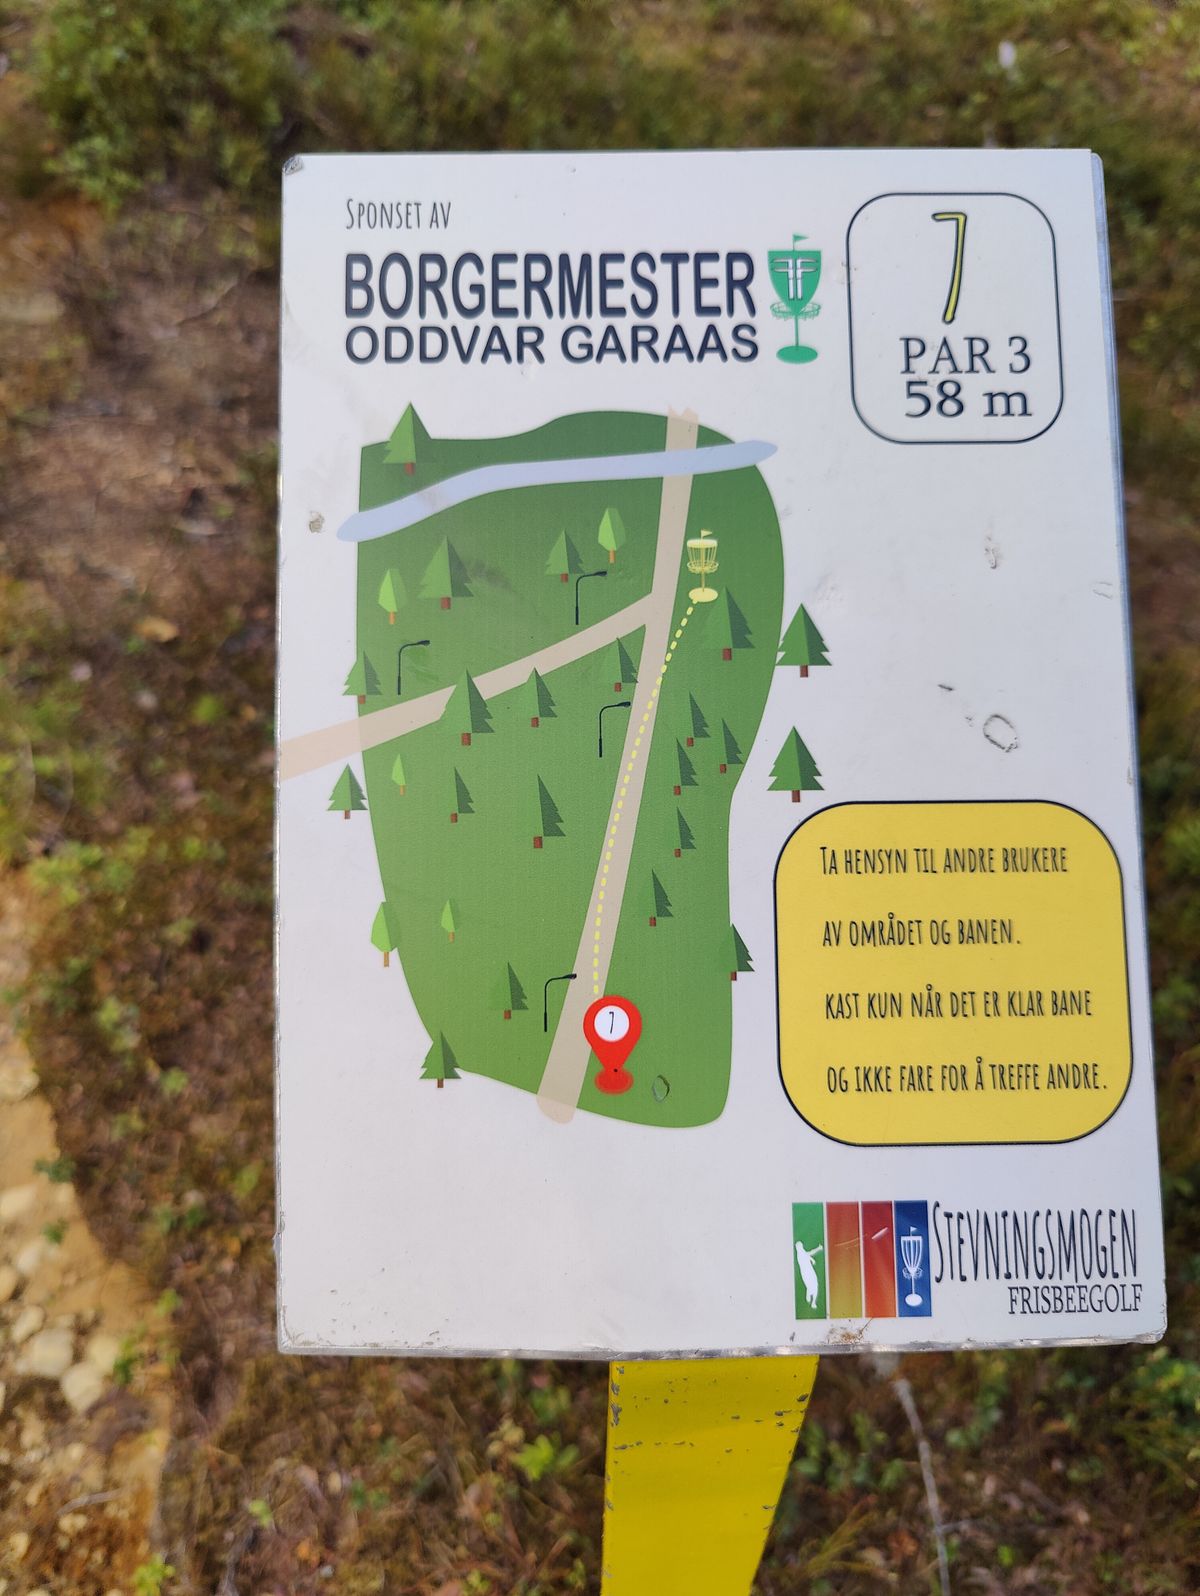 SPONSET AV
BORGERMESTER
ODDVAR GARAAS
7
PAR 3
58 m
7
TA HENSYN TIL ANDRE BRUKERE
AV OMRÅDET OG BANEN.
KAST KUN NÅR DET ER KLAR BANE
OG IKKE FARE FOR Å TREFFE ANDRE.
STEVNINGSMOGEN
FRISBEEGOLF